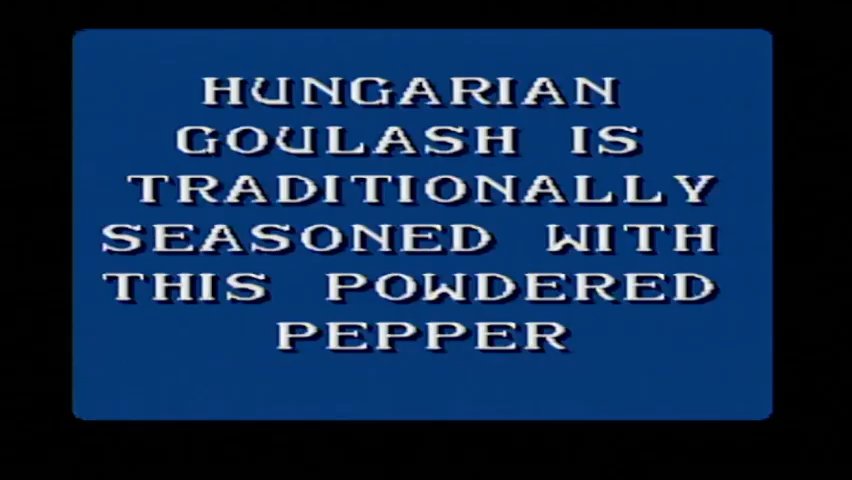 HUNGARIAN
GOULASH IS
TRADITIONALLY
SEASONED WITH
THIS POWDERED
PEPPER